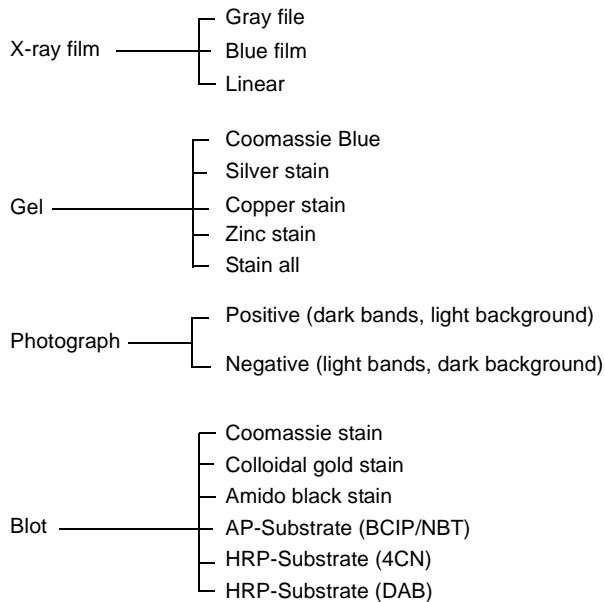 Gray file
X-ray film
Blue film
Linear
Coomassie Blue
Silver stain
Gel
Copper stain
Zinc stain
Stain all
Positive (dark bands, light background)
Photograph
Negative (light bands, dark background)
Coomassie stain
Colloidal gold stain
Amido black stain
Blot
AP-Substrate (BCIP/NBT)
HRP-Substrate (4CN)
HRP-Substrate (DAB)